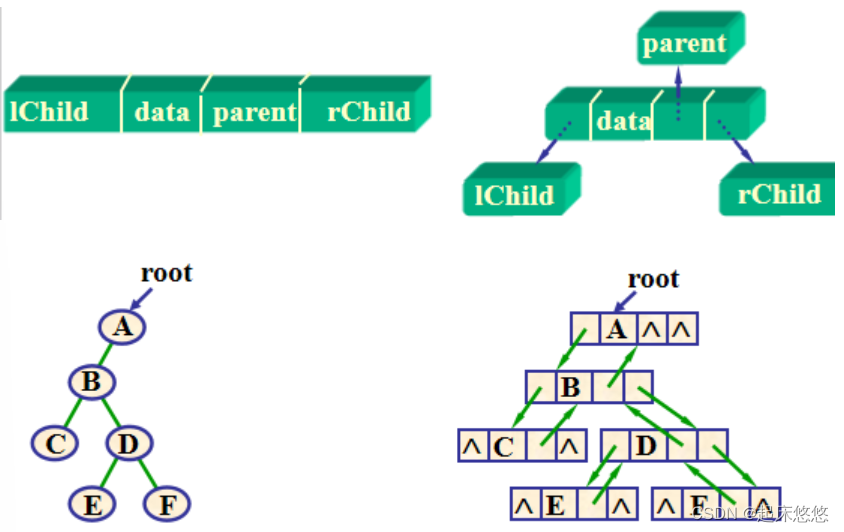 parent
lChild data parent rChild
data
lChild
rChild
root
A
B
C D
E F
root
A ∧ ∧
B
∧ C ∧ D
∧ E ∧ ∧ F ∧
CSDN @起床悠悠